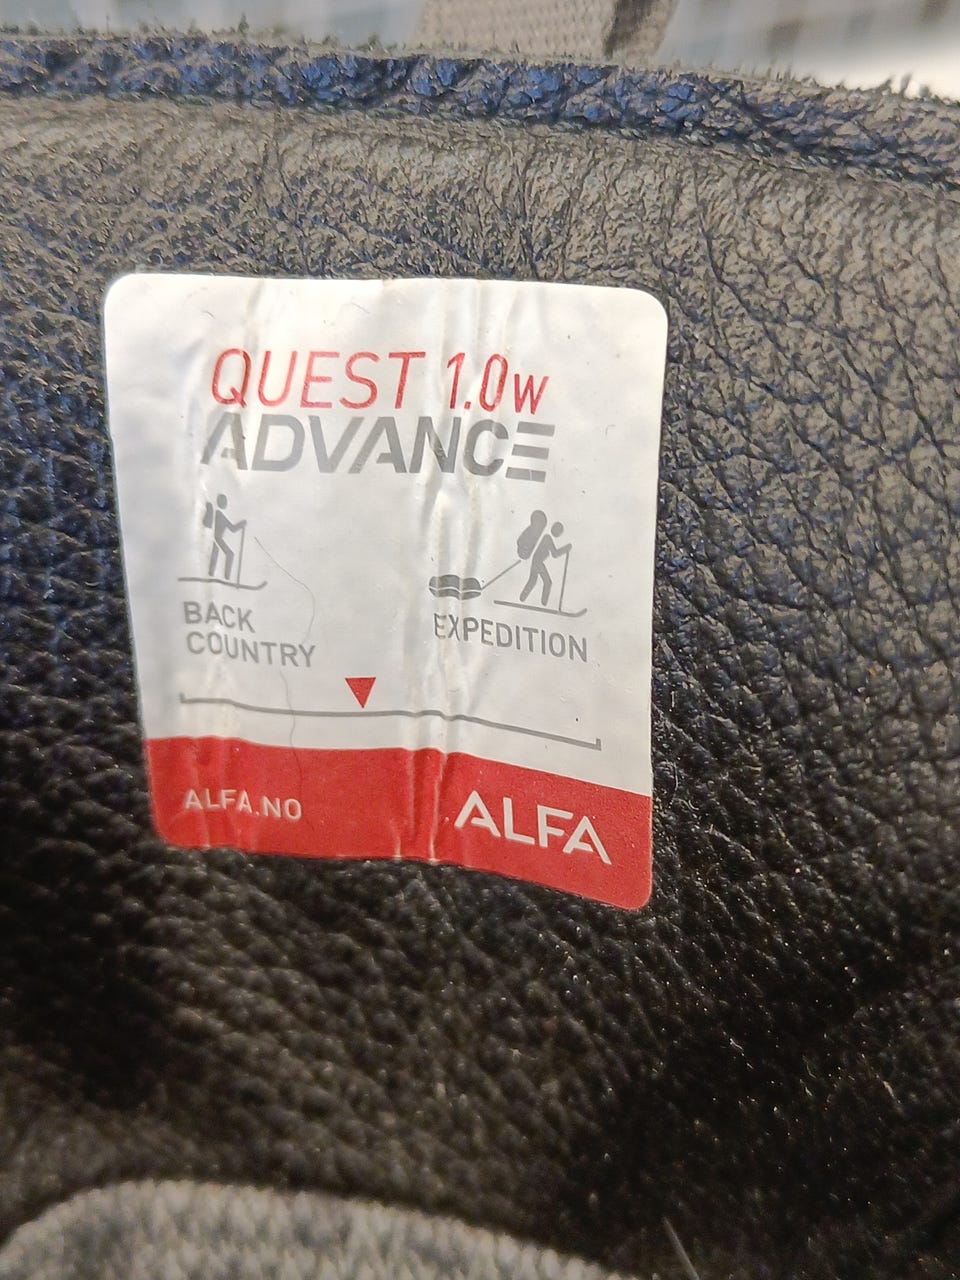 QUEST 1.0w
ADVANCE
BACK
COUNTRY
EXPEDITION
ALFA.NO
ALFA